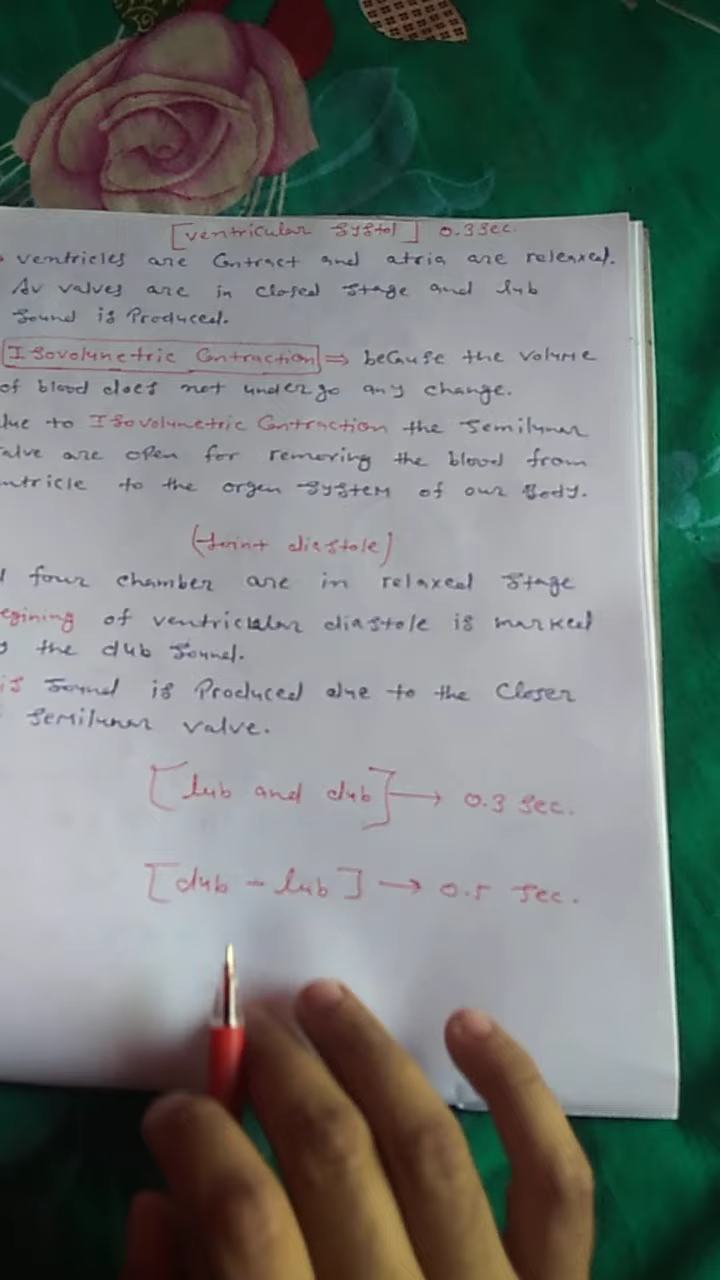 [ventricular Systol] 0.3 Sec.
ventricles are Contract and atria are relaxed.
AV valves are in closed stage and lub
Sound is Produced.
Isovolumetric Contraction ⇒ because the volume
of blood does not undergo any change.
due to Isovolumetric Contraction the Semilunar
valve are open for removing the blood from
ntricle to the orgen System of our Body.
(Joint diastole)
four chamber are in relaxed Stage
egining of ventricular diastole is marked
the dub Sound.
is Sound is Produced due to the Closer
Semilunar valve.
[lub and dub] → 0.3 Sec.
[dub - lub] → 0.5 Sec.